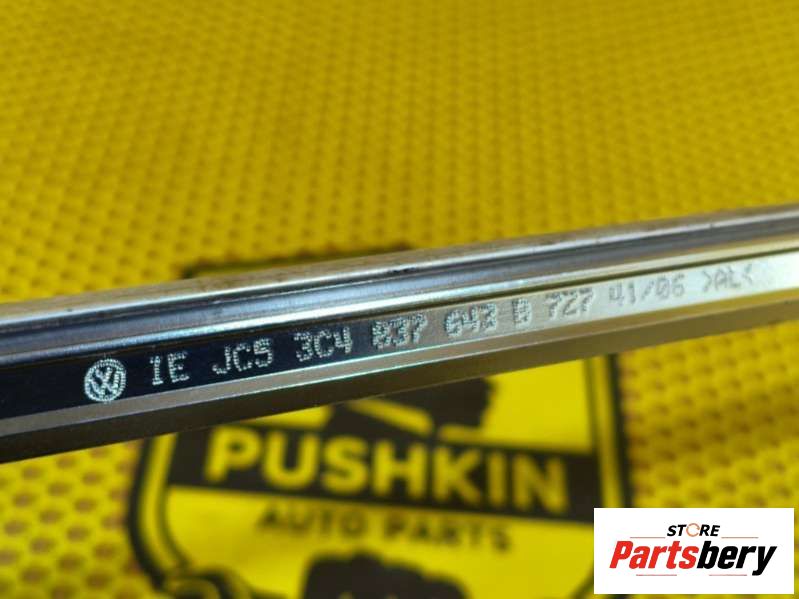 1E JC5 3C4 837 643 B 727 41/06 >AL<
PUSHKIN
AUTO PARTS
STORE
Partsbery